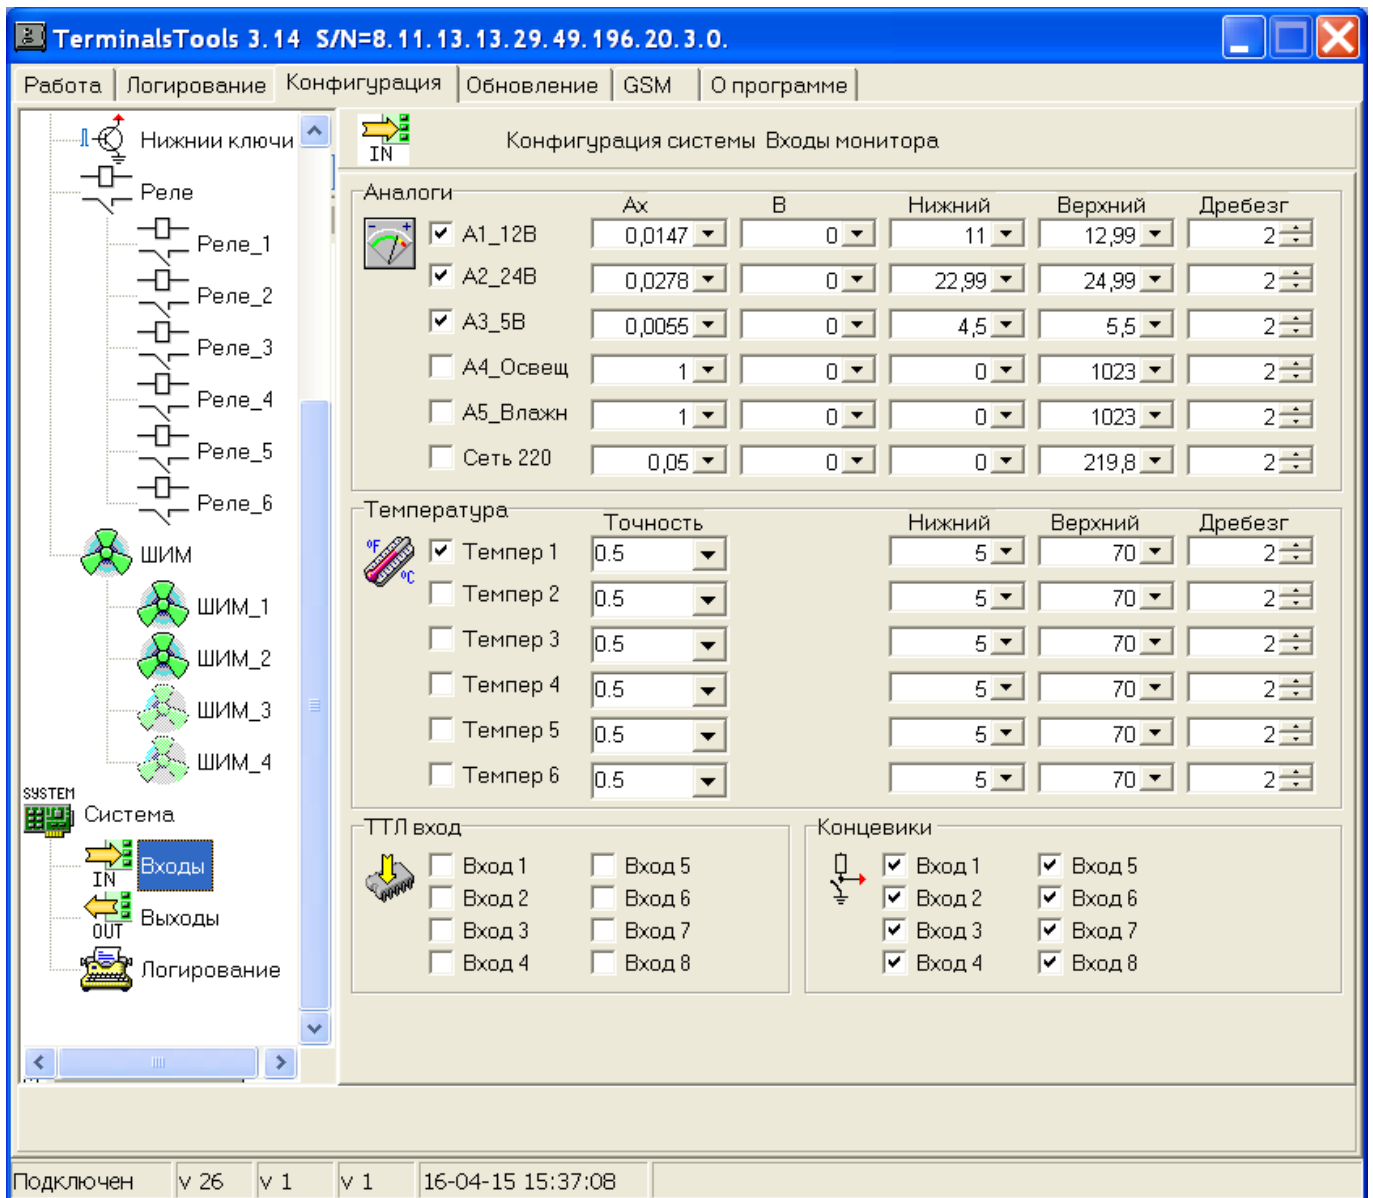 TerminalsTools 3.14 S/N=8.11.13.13.29.49.196.20.3.0.
Работа Логирование Конфигурация Обновление GSM О программе
Нижнии ключи
Реле
Реле_1
Реле_2
Реле_3
Реле_4
Реле_5
Реле_6
ШИМ
ШИМ_1
ШИМ_2
ШИМ_3
ШИМ_4
SYSTEM
Система
IN Входы
OUT Выходы
Логирование
IN Конфигурация системы Входы монитора
Аналоги Ax B Нижний Верхний Дребезг
A1_12В 0,0147 0 11 12,99 2
A2_24В 0,0278 0 22,99 24,99 2
A3_5В 0,0055 0 4,5 5,5 2
A4_Освещ 1 0 0 1023 2
A5_Влажн 1 0 0 1023 2
Сеть 220 0,05 0 0 219,8 2
Температура Точность Нижний Верхний Дребезг
°F °C
Темпер 1 0.5 5 70 2
Темпер 2 0.5 5 70 2
Темпер 3 0.5 5 70 2
Темпер 4 0.5 5 70 2
Темпер 5 0.5 5 70 2
Темпер 6 0.5 5 70 2
ТТЛ вход
Вход 1 Вход 5
Вход 2 Вход 6
Вход 3 Вход 7
Вход 4 Вход 8
Концевики
Вход 1 Вход 5
Вход 2 Вход 6
Вход 3 Вход 7
Вход 4 Вход 8
Подключен v 26 v 1 v 1 16-04-15 15:37:08